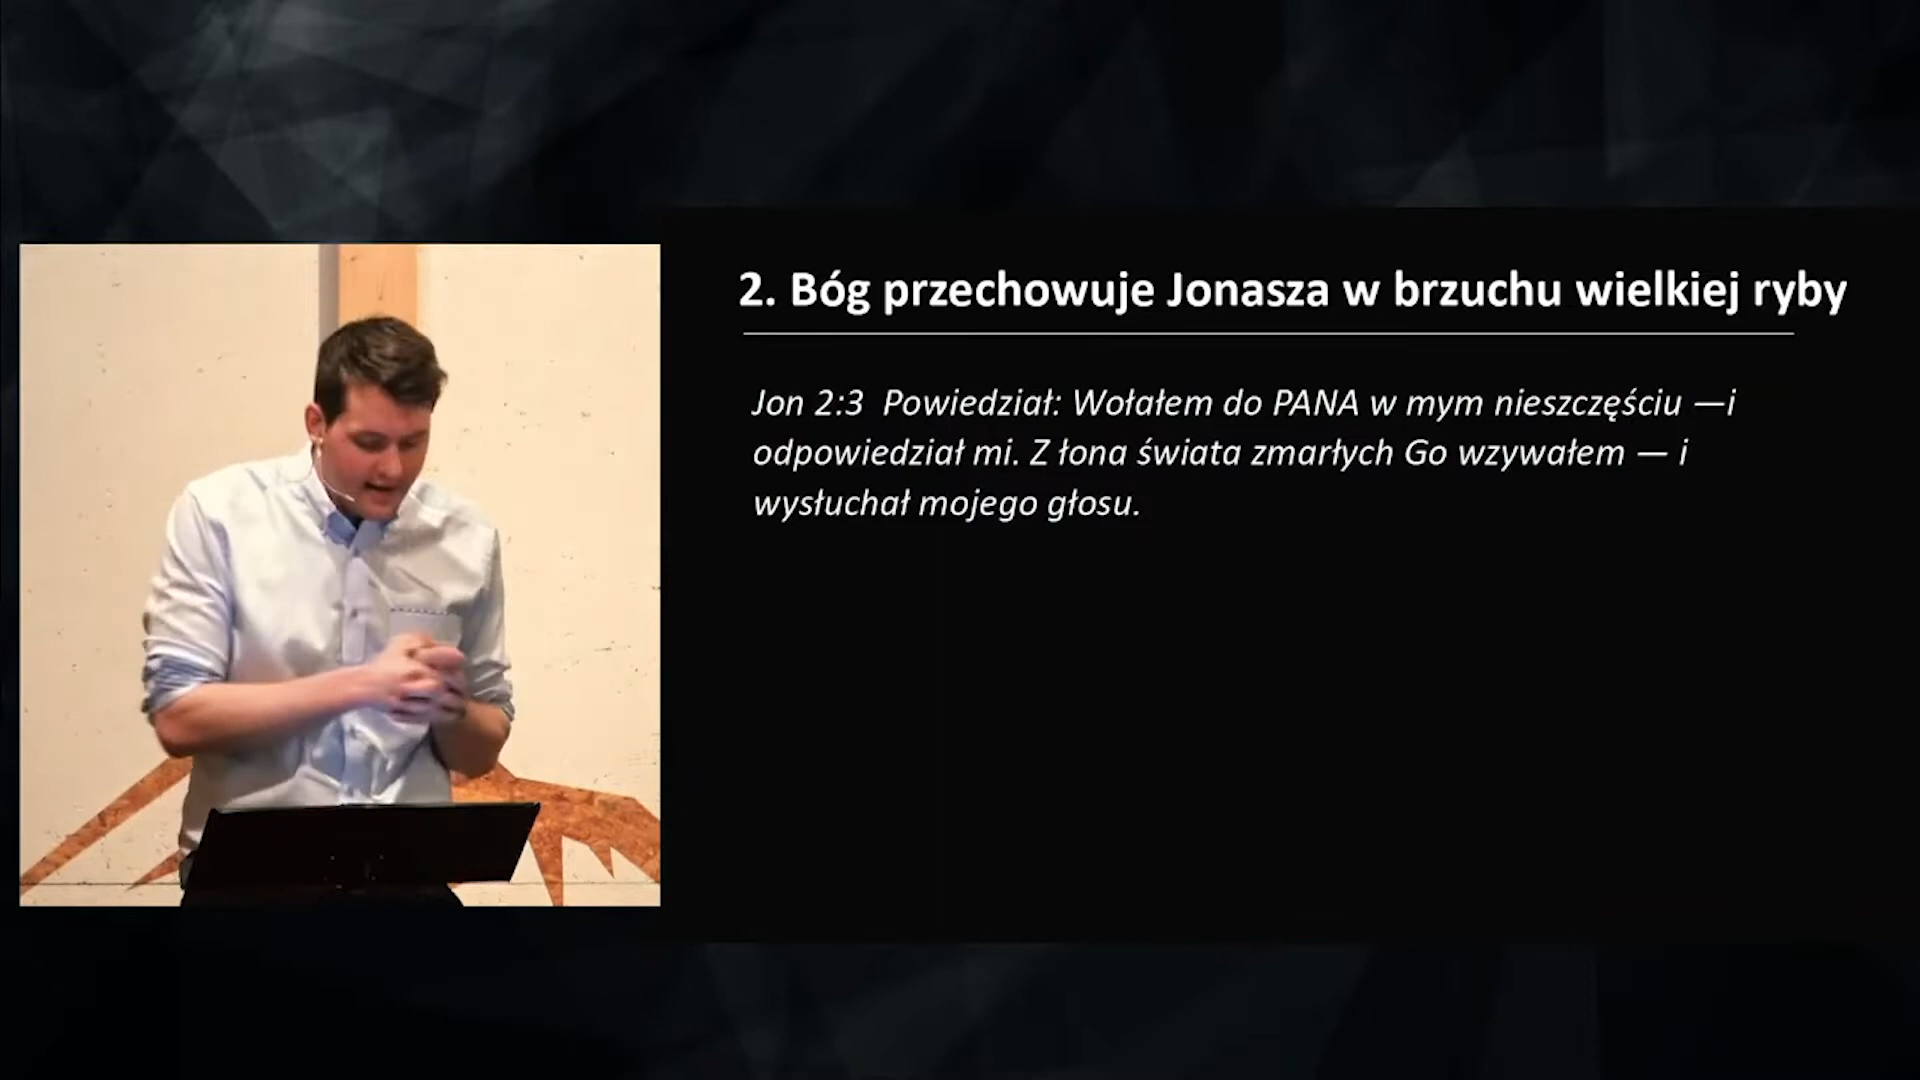 2. Bóg przechowuje Jonasza w brzuchu wielkiej ryby
Jon 2:3  Powiedział: Wołałem do PANA w mym nieszczęściu —i
odpowiedział mi. Z łona świata zmarłych Go wzywałem — i
wysłuchał mojego głosu.